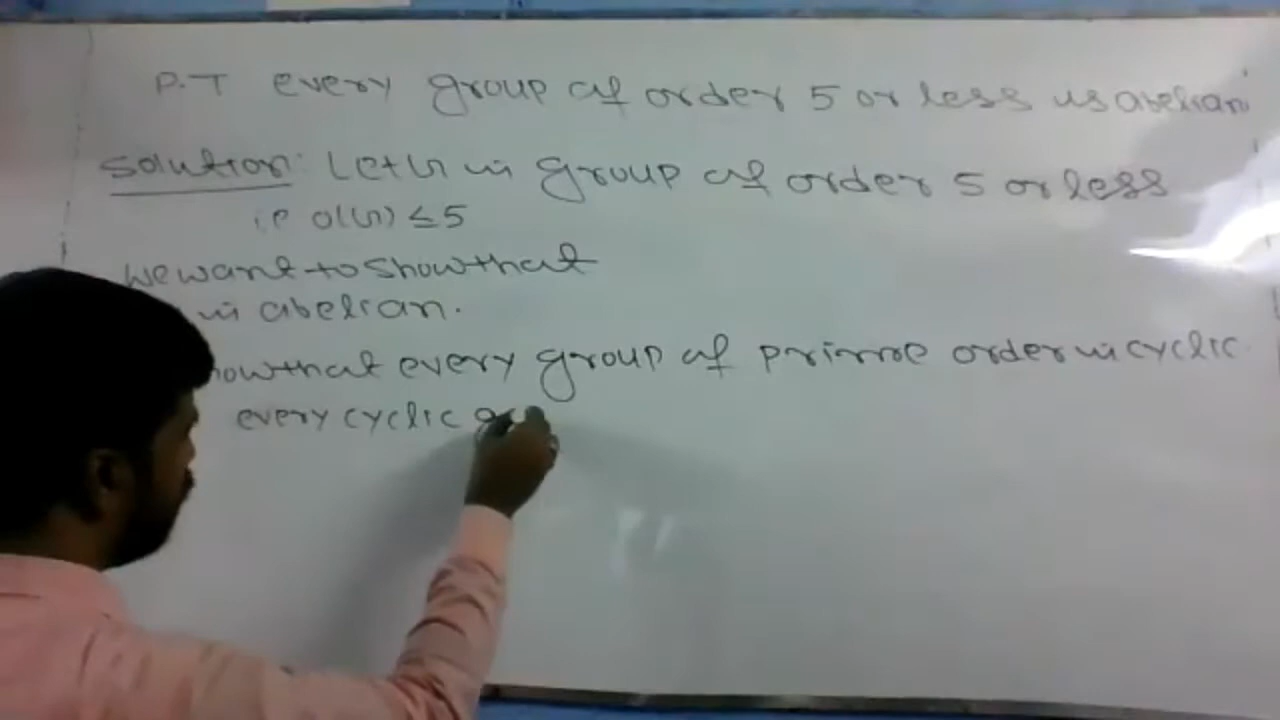 P.T every group of order 5 or less is abelian
Solution: Let G is group of order 5 or less
i.e o(G) ≤ 5
we want to show that
is abelian.
how that every group of prime order is cyclic.
every cyclic